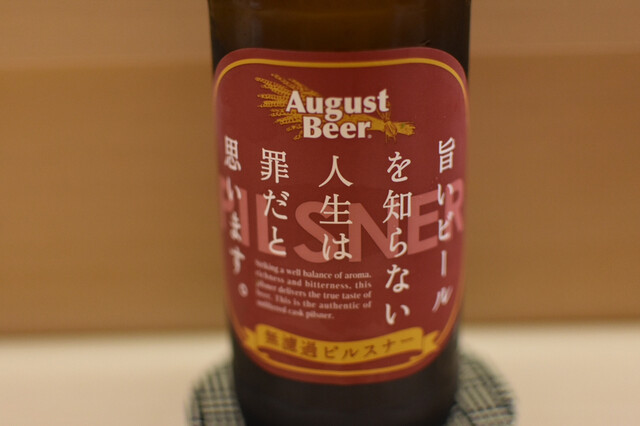 August
Beer
旨いビール
を知らない
人生は
罪だと
思います。
PILSNER
Striking a well balance of aroma,
richness and bitterness, this
pilsner delivers the true taste of
beer. This is the authentic of
unfiltered cask pilsner.
無濾過ピルスナー